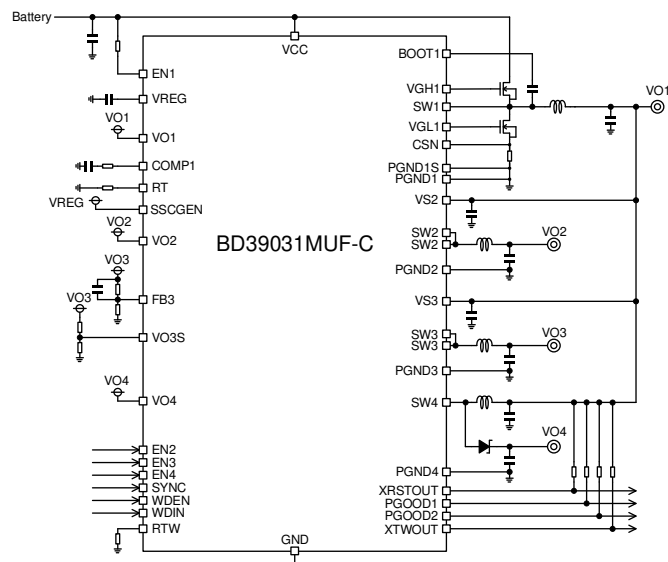 Battery
VCC
BOOT1
EN1
VGH1
VREG
SW1
VO1
VO1
VGL1
VO1
CSN
COMP1
PGND1S
RT
PGND1
VREG
VS2
SSCGEN
VO2
SW2
VO2
VO2
SW2
BD39031MUF-C
VO3
PGND2
VO3
FB3
VS3
VO3S
SW3
VO3
SW3
PGND3
VO4
VO4
SW4
VO4
EN2
EN3
PGND4
EN4
SYNC
XRSTOUT
WDEN
PGOOD1
WDIN
PGOOD2
RTW
XTWOUT
GND